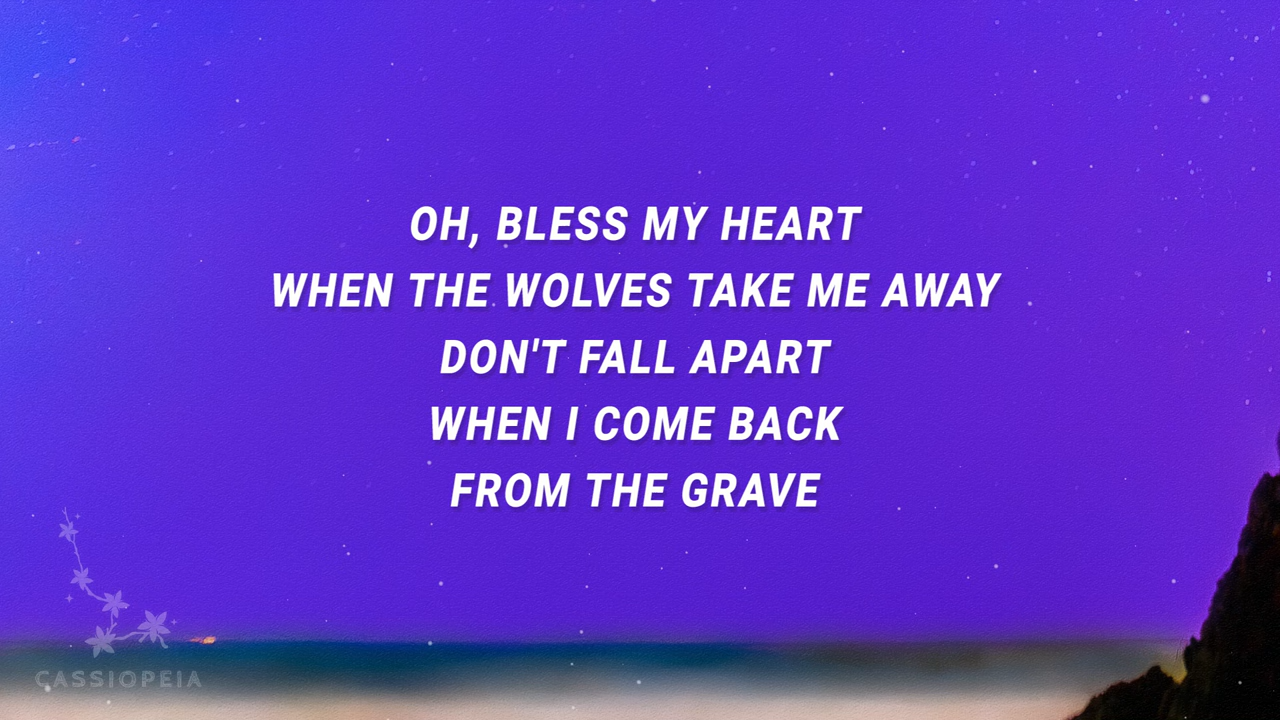 OH, BLESS MY HEART
WHEN THE WOLVES TAKE ME AWAY
DON'T FALL APART
WHEN I COME BACK
FROM THE GRAVE
CASSIOPEIA